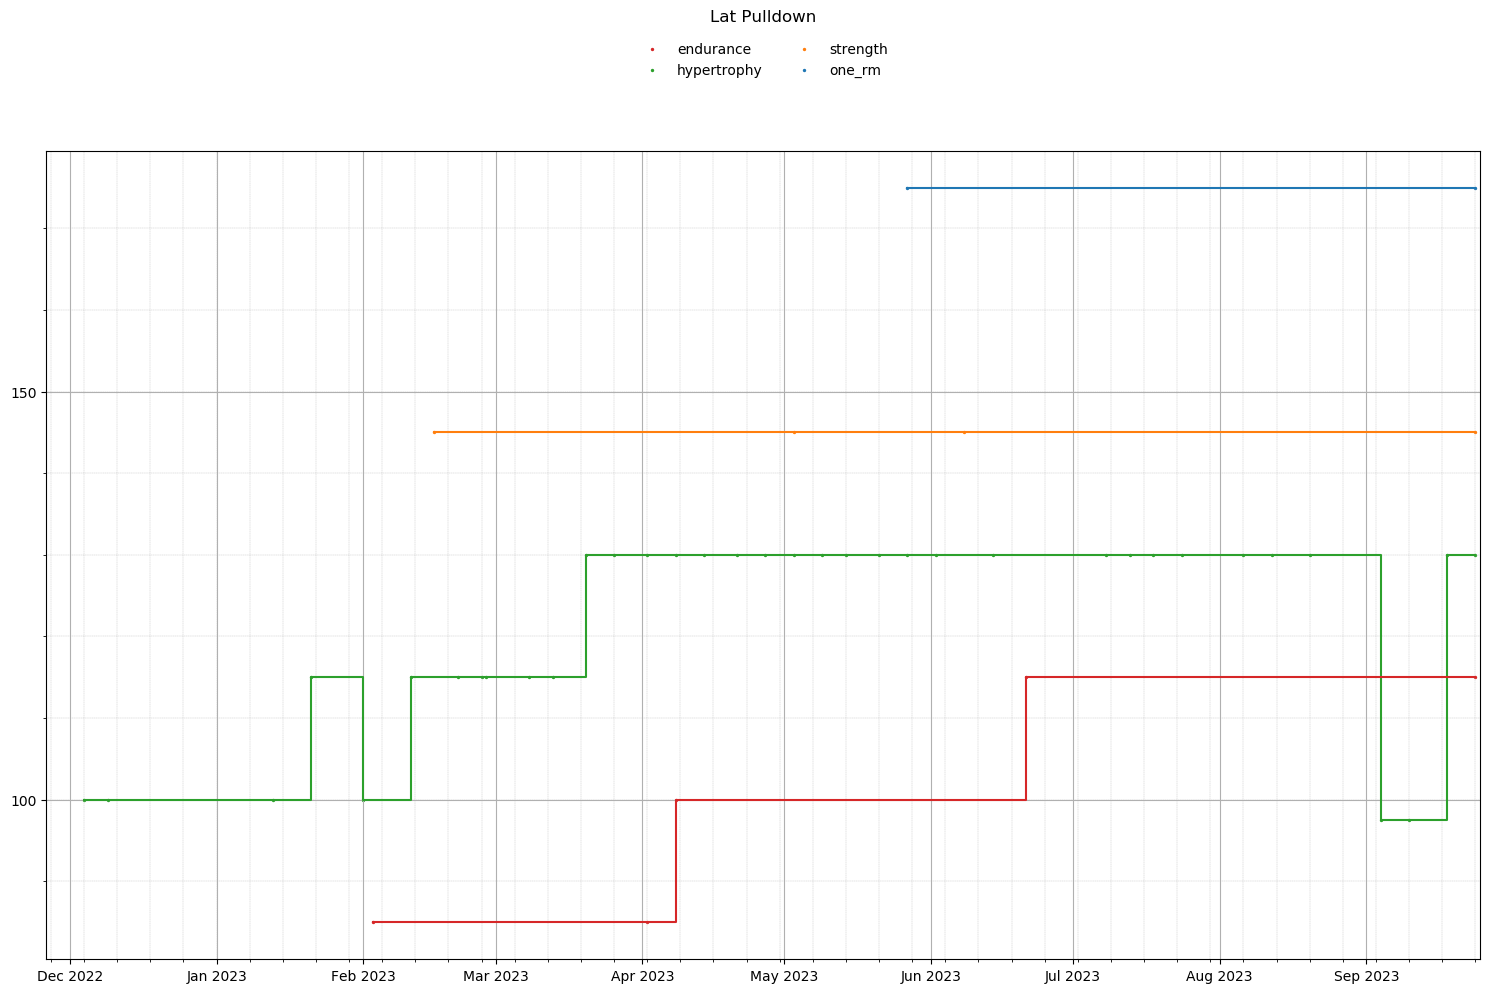 Lat Pulldown
endurance strength
hypertrophy one_rm
150
100
Dec 2022 Jan 2023 Feb 2023 Mar 2023 Apr 2023 May 2023 Jun 2023 Jul 2023 Aug 2023 Sep 2023